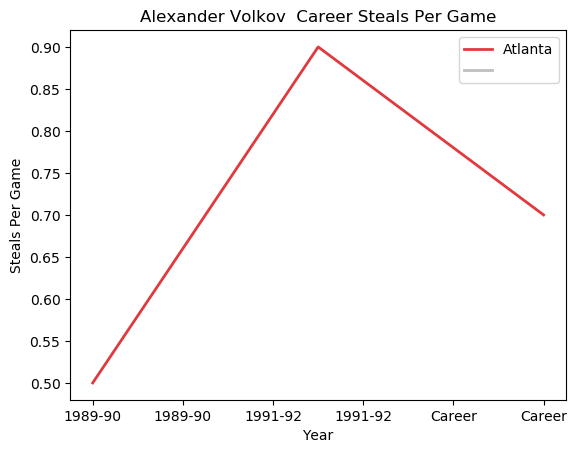 Alexander Volkov  Career Steals Per Game
Atlanta
0.90
0.85
0.80
0.75
0.70
0.65
0.60
0.55
0.50
Steals Per Game
1989-90 1989-90 1991-92 1991-92 Career Career
Year